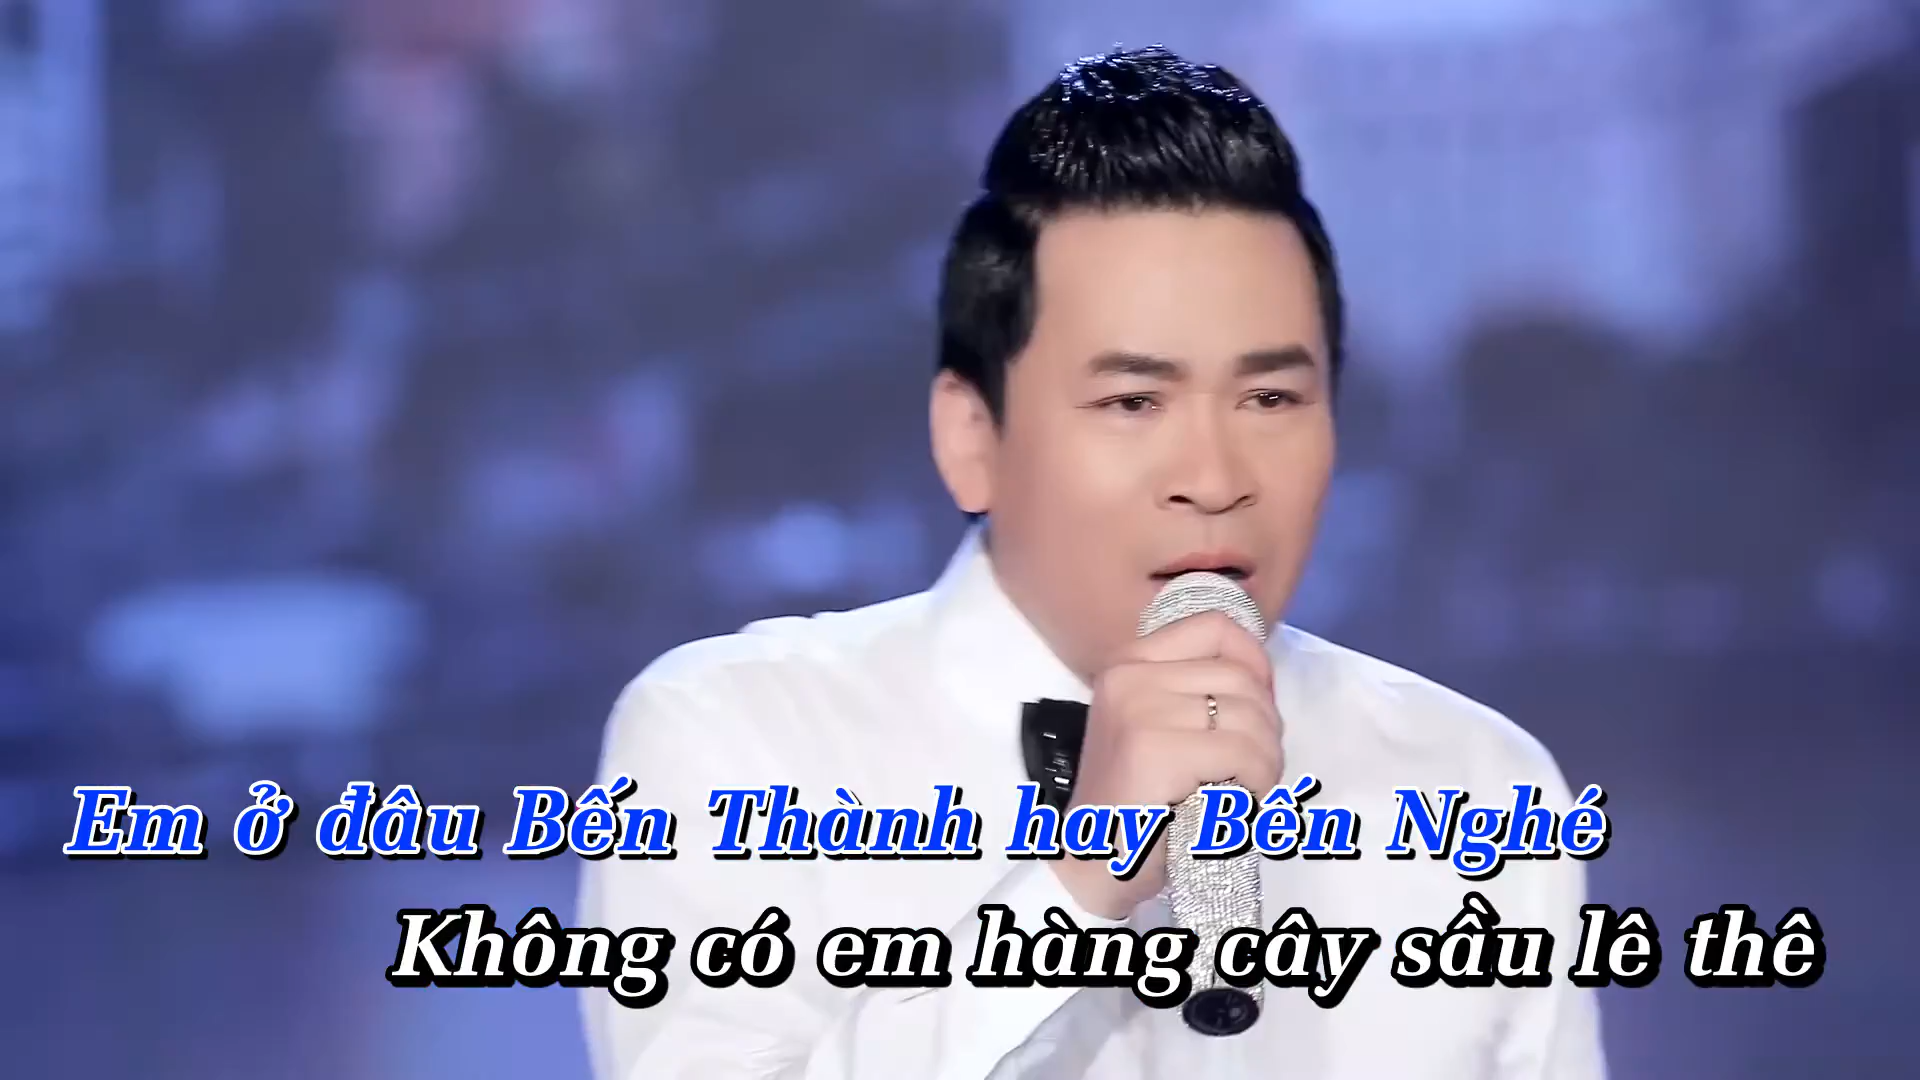 Em ở đâu Bến Thành hay Bến Nghé
Không có em hàng cây sầu lê thê